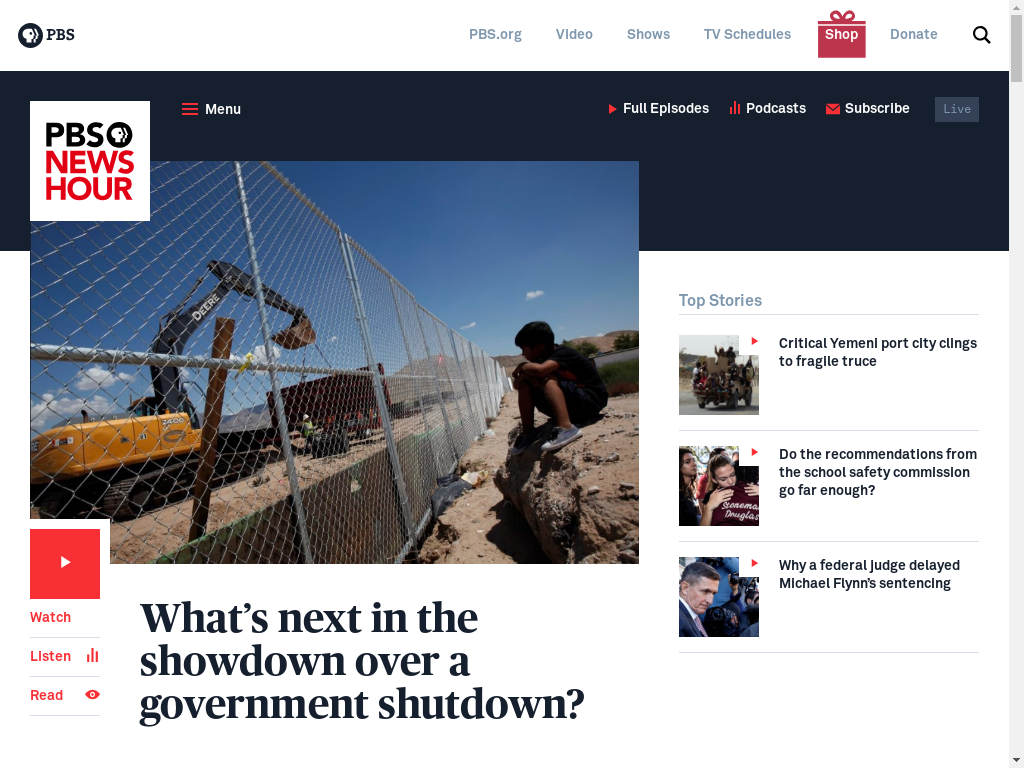 PBS
PBS.org
Video
Shows
TV Schedules
Shop
Donate
PBS
NEWS
HOUR
Menu
Full Episodes
Podcasts
Subscribe
Live
DEERE
240D
Watch
Listen
Read
What’s next in the
showdown over a
government shutdown?
Top Stories
Critical Yemeni port city clings
to fragile truce
Do the recommendations from
the school safety commission
go far enough?
Stoneman
Douglas
Why a federal judge delayed
Michael Flynn’s sentencing